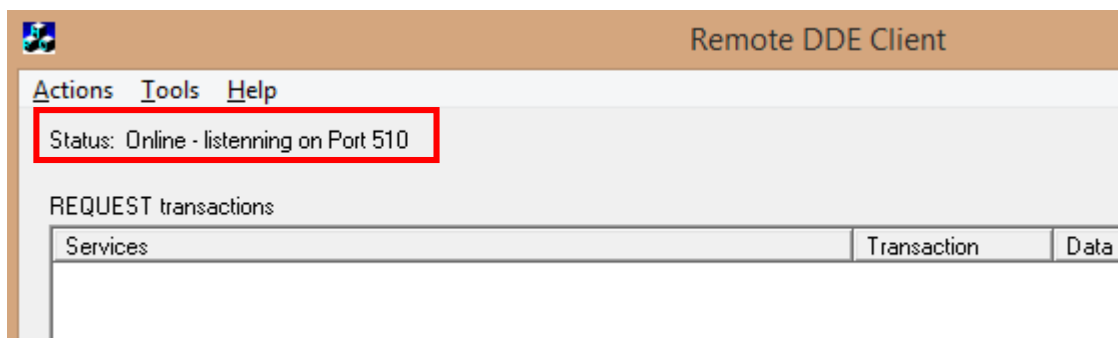 Remote DDE Client
Actions Tools Help
Status: Online - listenning on Port 510
REQUEST transactions
Services Transaction Data